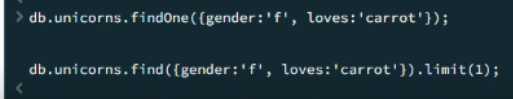 > db.unicorns.findOne({gender:'f', loves:'carrot'});
db.unicorns.find({gender:'f', loves:'carrot'}).limit(1);
<